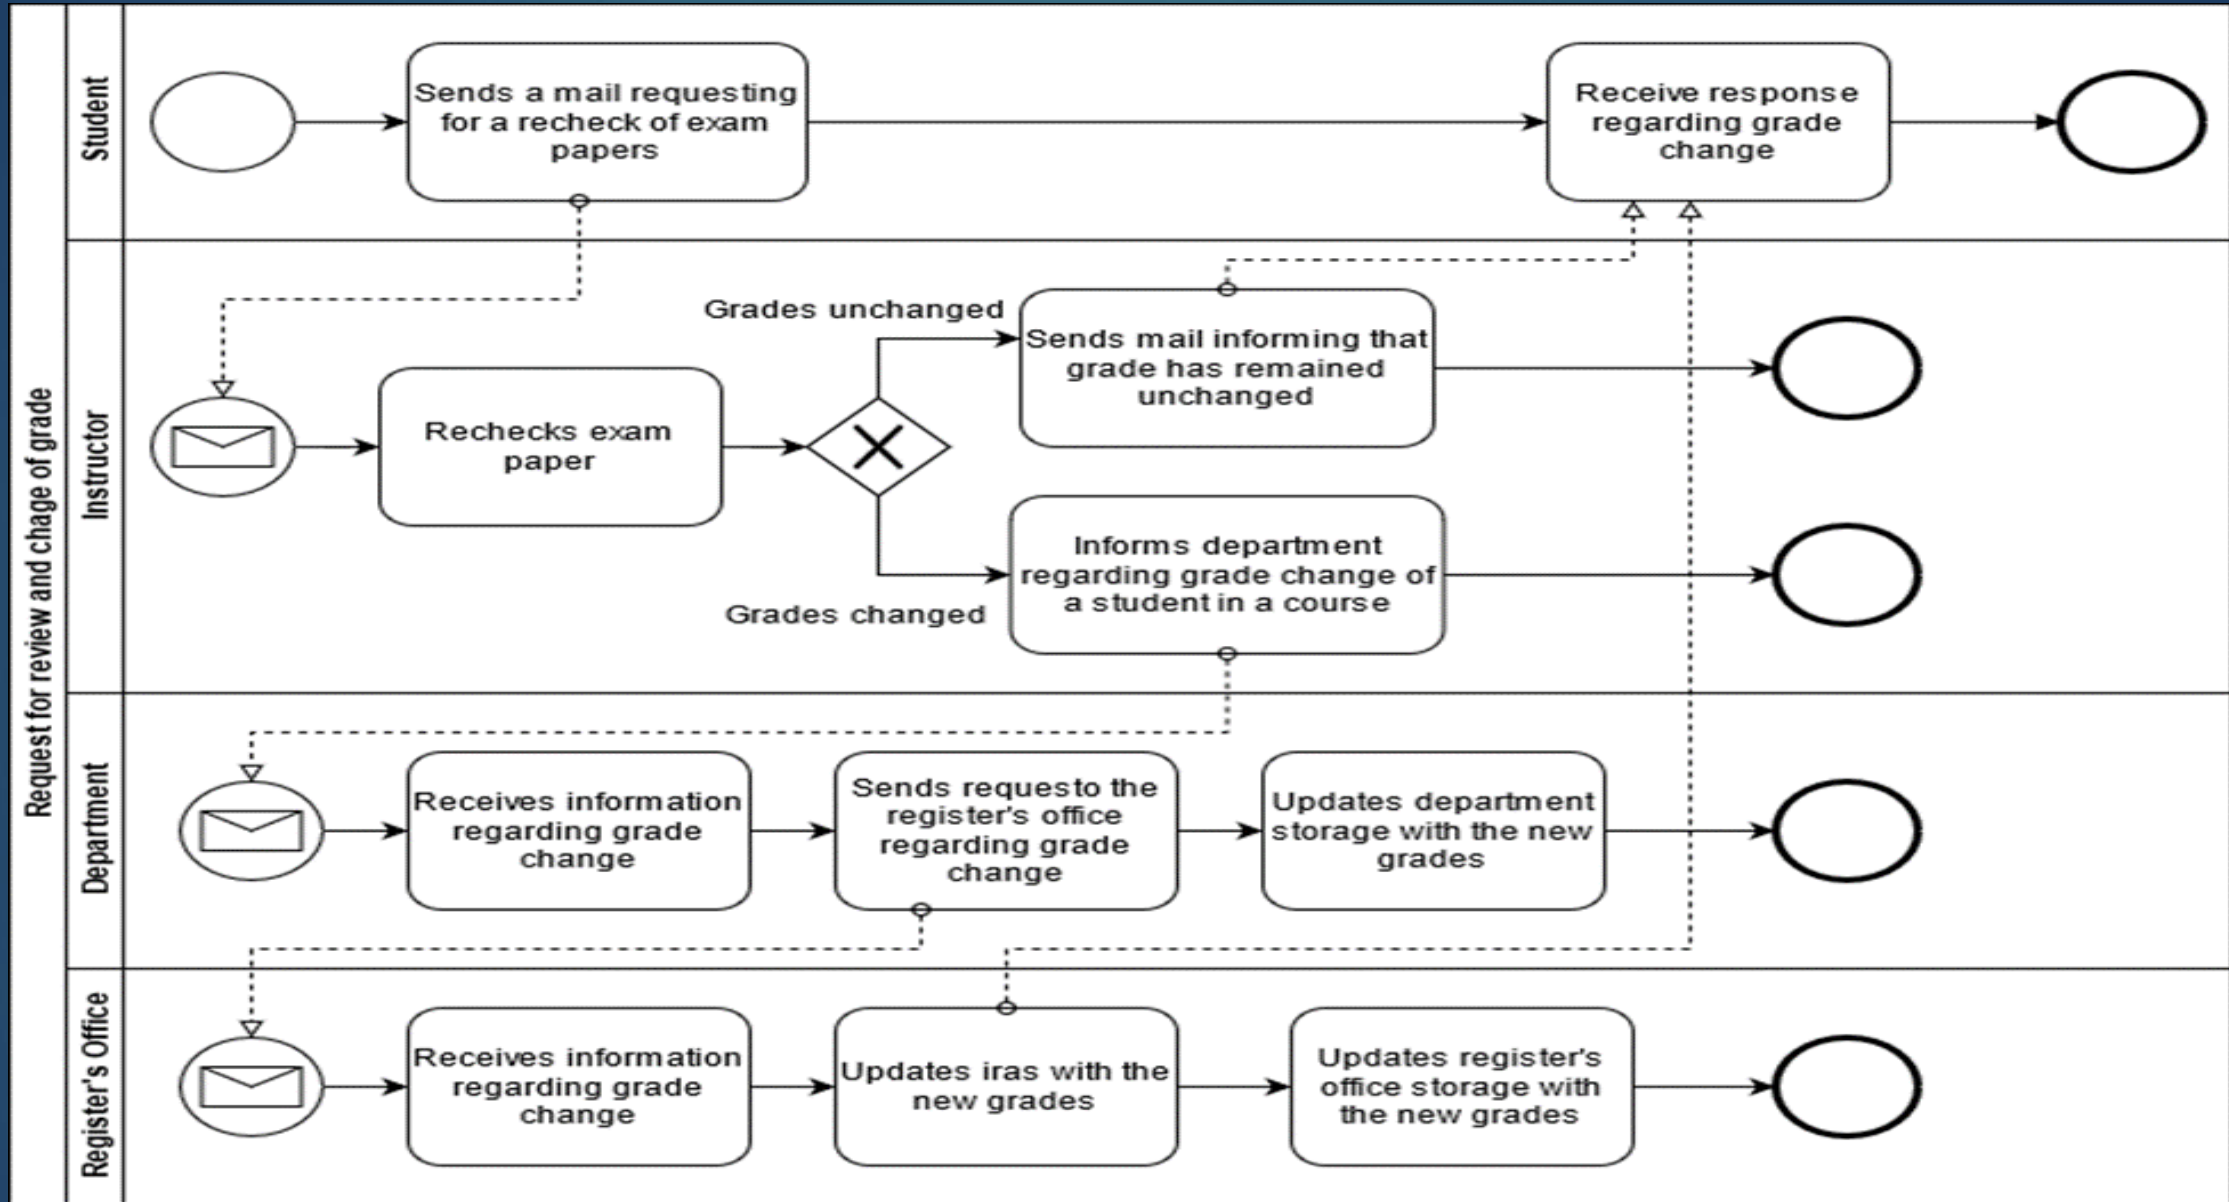 Request for review and chage of grade
Student
Sends a mail requesting
for a recheck of exam
papers
Receive response
regarding grade
change
Instructor
Rechecks exam
paper
Grades unchanged
Sends mail informing that
grade has remained
unchanged
Grades changed
Informs department
regarding grade change of
a student in a course
Department
Receives information
regarding grade
change
Sends requesto the
register's office
regarding grade
change
Updates department
storage with the new
grades
Register's Office
Receives information
regarding grade
change
Updates iras with the
new grades
Updates register's
office storage with
the new grades